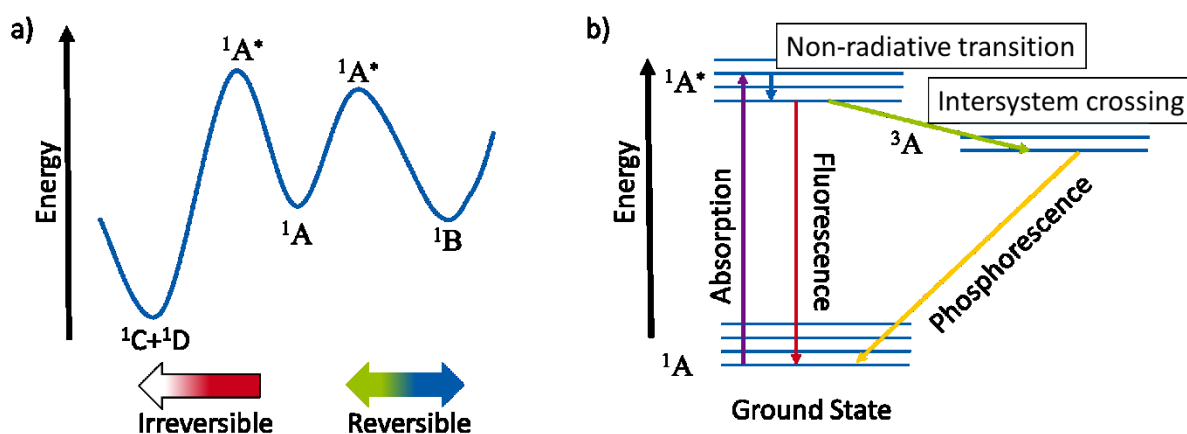 a)
Energy
¹A*
¹A*
¹A
¹B
¹C+¹D
Irreversible
Reversible
b)
Energy
Non-radiative transition
¹A*
Intersystem crossing
³A
Absorption
Fluorescence
Phosphorescence
¹A
Ground State